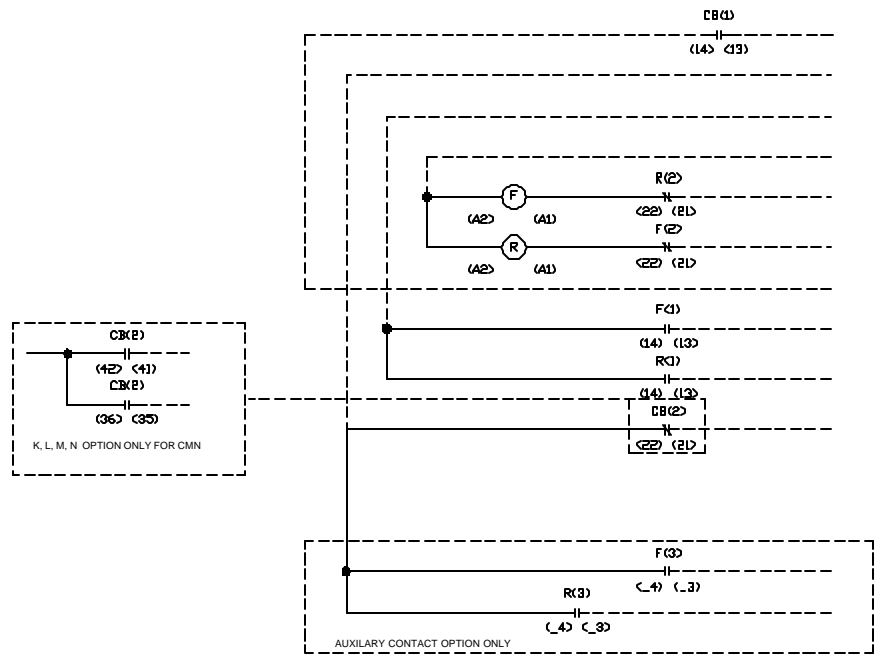 CB(1)
(14) (13)
R(2)
F
(A2) (A1) (22) (21)
F(2)
R
(A2) (A1) (22) (21)
F(1)
(14) (13)
R(1)
(14) (13)
CB(2)
(42) (41)
CB(2)
(36) (35)
K, L, M, N OPTION ONLY FOR CMN
CB(2)
(22) (21)
F(3)
(_4) (_3)
R(3)
(_4) (_3)
AUXILARY CONTACT OPTION ONLY